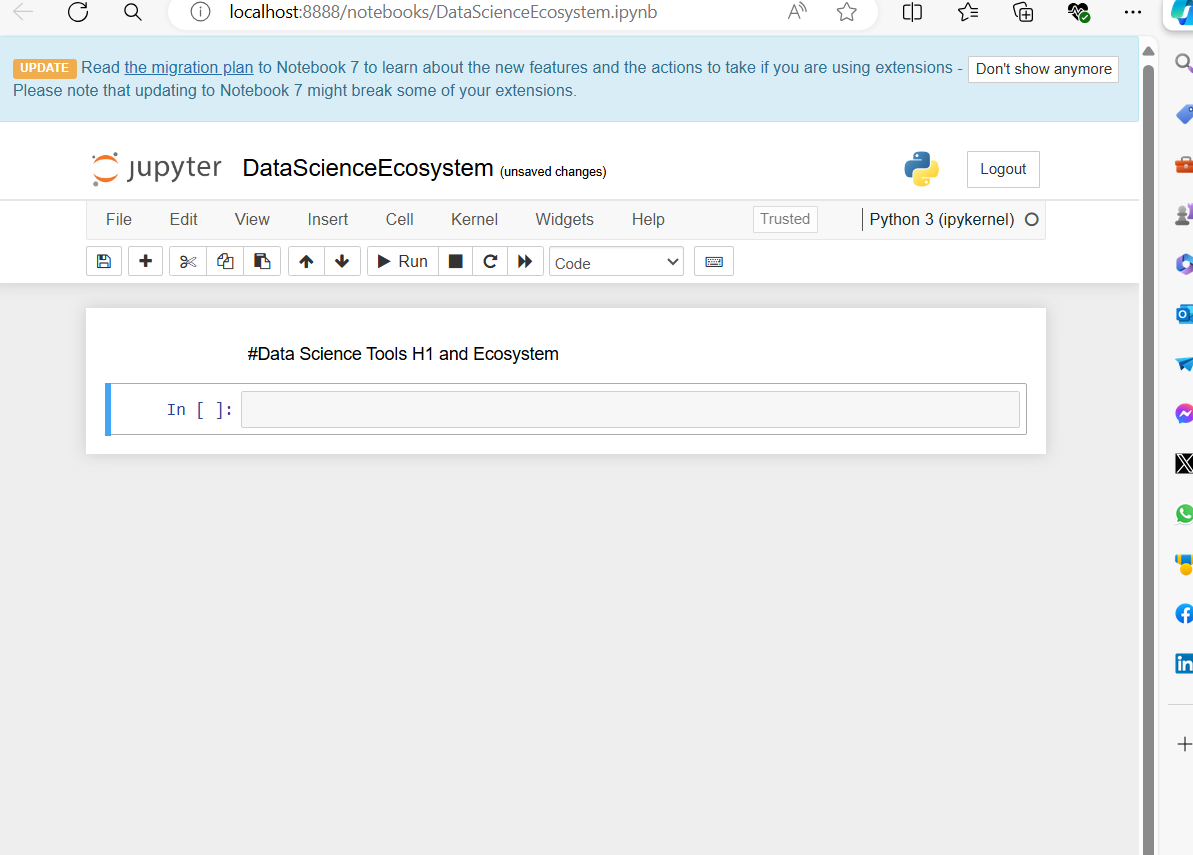 localhost:8888/notebooks/DataScienceEcosystem.ipynb
UPDATE Read the migration plan to Notebook 7 to learn about the new features and the actions to take if you are using extensions - Don't show anymore
Please note that updating to Notebook 7 might break some of your extensions.
jupyter DataScienceEcosystem (unsaved changes) Logout
File Edit View Insert Cell Kernel Widgets Help Trusted Python 3 (ipykernel)
Run Code
#Data Science Tools H1 and Ecosystem
In [ ]: